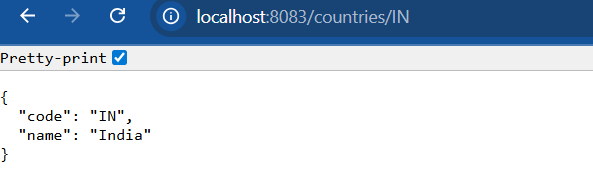 localhost:8083/countries/IN
Pretty-print
{
  "code": "IN",
  "name": "India"
}